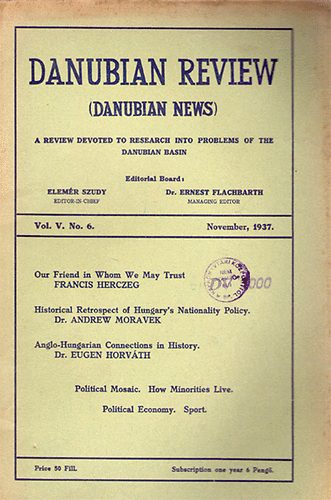 DANUBIAN REVIEW
(DANUBIAN NEWS)
A REVIEW DEVOTED TO RESEARCH INTO PROBLEMS OF THE
DANUBIAN BASIN
Editorial Board:
ELEMÉR SZUDY
EDITOR-IN-CHIEF
Dr. ERNEST FLACHBARTH
MANAGING EDITOR
Vol. V. No. 6.
November, 1937.
Our Friend in Whom We May Trust
FRANCIS HERCZEG
Historical Retrospect of Hungary's Nationality Policy.
Dr. ANDREW MORAVEK
Anglo-Hungarian Connections in History.
Dr. EUGEN HORVÁTH
Political Mosaic. How Minorities Live.
Political Economy. Sport.
Price 50 Fill.
Subscription one year 6 Pengő.